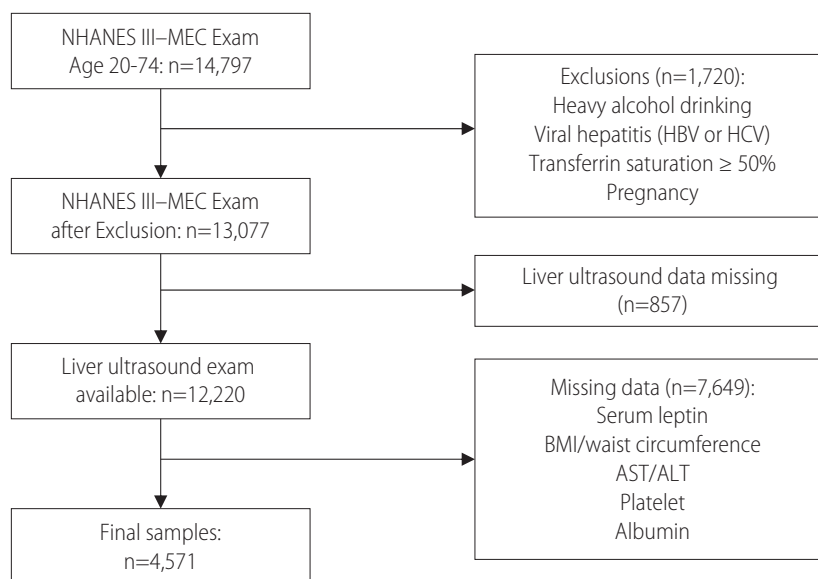 NHANES III–MEC Exam
Age 20-74: n=14,797
Exclusions (n=1,720):
Heavy alcohol drinking
Viral hepatitis (HBV or HCV)
Transferrin saturation ≥ 50%
Pregnancy
NHANES III–MEC Exam
after Exclusion: n=13,077
Liver ultrasound data missing
(n=857)
Liver ultrasound exam
available: n=12,220
Missing data (n=7,649):
Serum leptin
BMI/waist circumference
AST/ALT
Platelet
Albumin
Final samples:
n=4,571